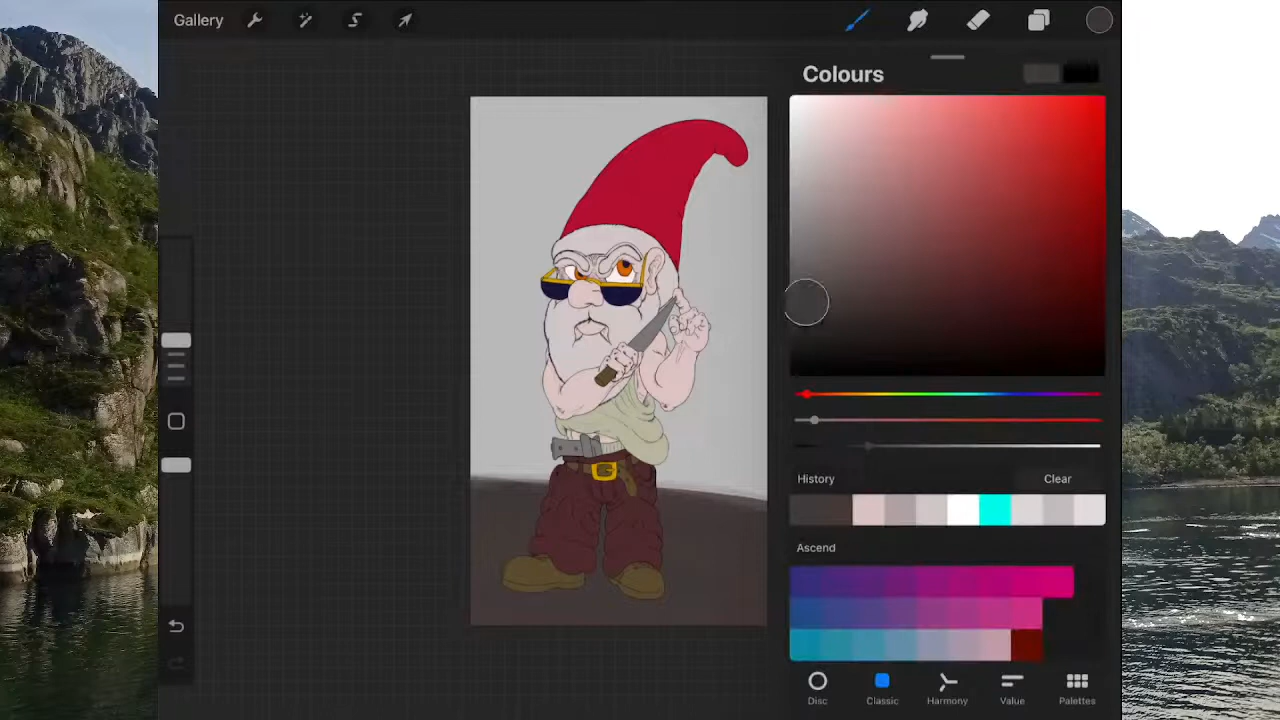 Gallery
Colours
History
Clear
Ascend
Disc
Classic
Harmony
Value
Palettes